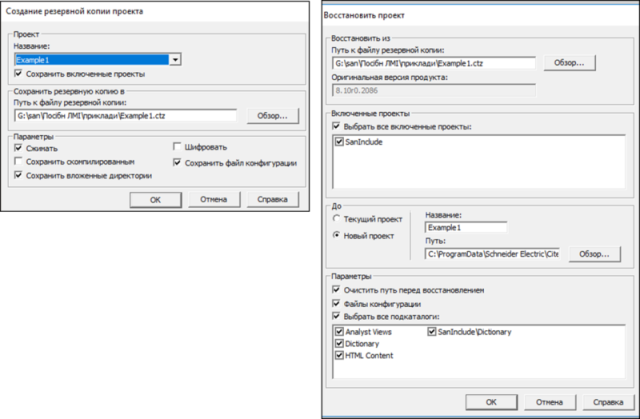 Создание резервной копии проекта
Проект
Название:
Example1
Сохранить включенные проекты
Сохранить резервную копию в
Путь к файлу резервной копии:
G:\san\Посібн ЛМІ\приклади\Example1.ctz
Обзор...
Параметры
Сжимать
Шифровать
Сохранить скомпилированным
Сохранить файл конфигурации
Сохранить вложенные директории
ОК
Отмена
Справка
Восстановить проект
Восстановить из
Путь к файлу резервной копии:
G:\san\Посібн ЛМІ\приклади\Example1.ctz
Обзор...
Оригинальная версия продукта:
8.10r0.2086
Включенные проекты
Выбрать все включенные проекты:
SanInclude
До
Текущий проект
Новый проект
Название:
Example1
Путь:
C:\ProgramData\Schneider Electric\Cite
Обзор...
Параметры
Очистить путь перед восстановлением
Файлы конфигурации
Выбрать все подкаталоги:
Analyst Views
SanInclude\Dictionary
Dictionary
HTML Content
ОК
Отмена
Справка